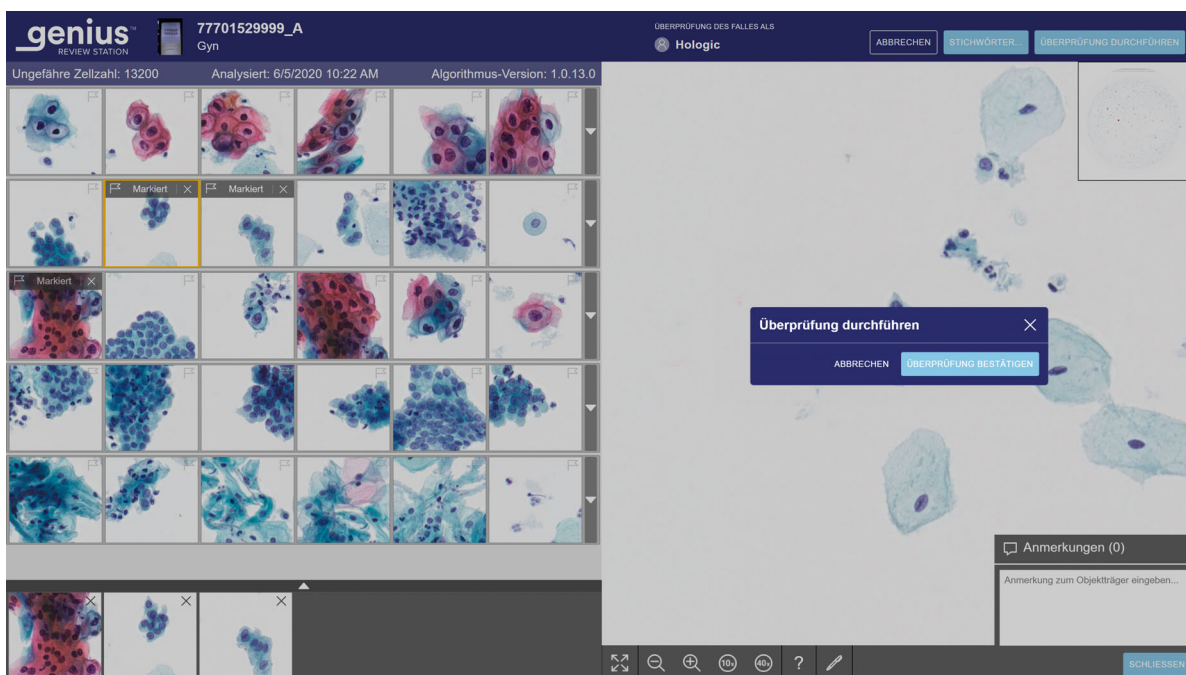 genius™
REVIEW STATION
77701529999_A
Gyn
ÜBERPRÜFUNG DES FALLES ALS
Hologic
ABBRECHEN
STICHWÖRTER...
ÜBERPRÜFUNG DURCHFÜHREN
Ungefähre Zellzahl: 13200
Analysiert: 6/5/2020 10:22 AM
Algorithmus-Version: 1.0.13.0
Markiert
Markiert
Markiert
Überprüfung durchführen
ABBRECHEN
ÜBERPRÜFUNG BESTÄTIGEN
Anmerkungen (0)
Anmerkung zum Objektträger eingeben...
10x
40x
?
SCHLIESSEN